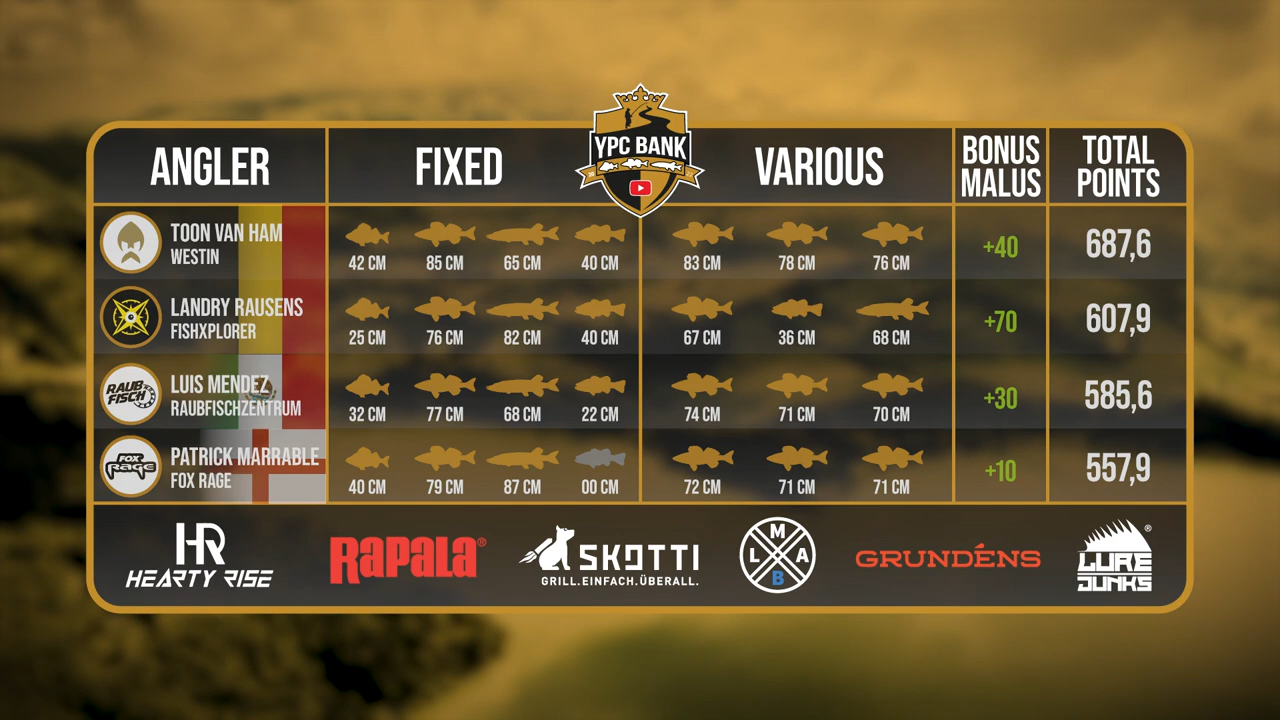 YPC BANK
ANGLER FIXED VARIOUS BONUS MALUS TOTAL POINTS
TOON VAN HAM
WESTIN
42 CM 85 CM 65 CM 40 CM 83 CM 78 CM 76 CM +40 687,6
LANDRY RAUSENS
FISHXPLORER
25 CM 76 CM 82 CM 40 CM 67 CM 36 CM 68 CM +70 607,9
RAUB FISCH
LUIS MENDEZ
RAUBFISCHZENTRUM
32 CM 77 CM 68 CM 22 CM 74 CM 71 CM 70 CM +30 585,6
FOX RAGE
PATRICK MARRABLE
FOX RAGE
40 CM 79 CM 87 CM 00 CM 72 CM 71 CM 71 CM +10 557,9
HR
HEARTY RISE
RAPALA®
SKOTTI
GRILL.EINFACH.ÜBERALL.
LMAB
GRUNDÉNS
LURE ®
JUNKS